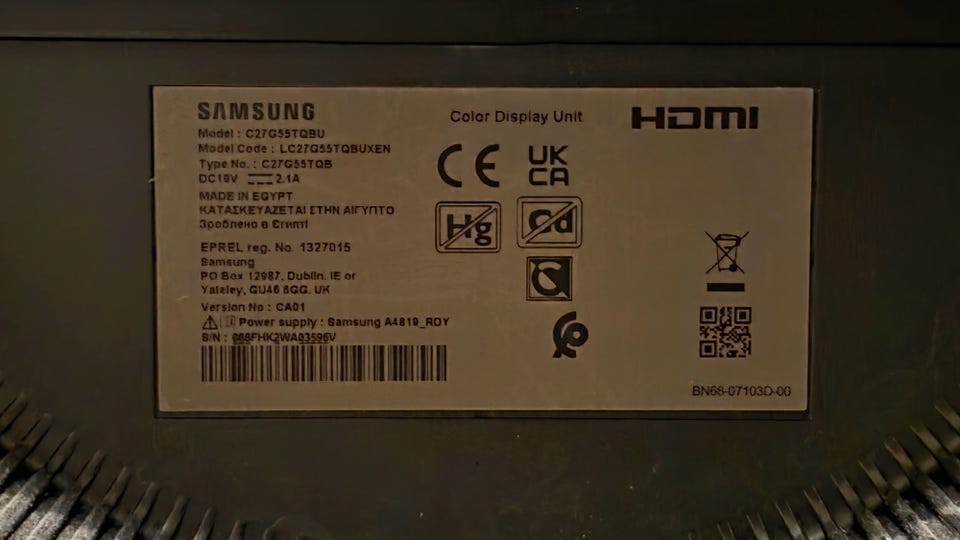 SAMSUNG
Model : C27G55TQBU
Model Code : LC27G55TQBUXEN
Type No. : C27G55TQB
DC19V 2.1A
MADE IN EGYPT
ΚΑΤΑΣΚΕΥΑΖΕΤΑΙ ΣΤΗΝ ΑΙΓΥΠΤΟ
Зроблено в Єгипті
EPREL reg. No. 1327015
Samsung
PO Box 12987, Dublin. IE or
Yateley, GU46 6GG. UK
Version No : CA01
Power supply : Samsung A4819_RDY
S/N : 088FHK2WA03596V
Color Display Unit
HDMI
CE
UK
CA
Hg
Cd
BN68-07103D-00